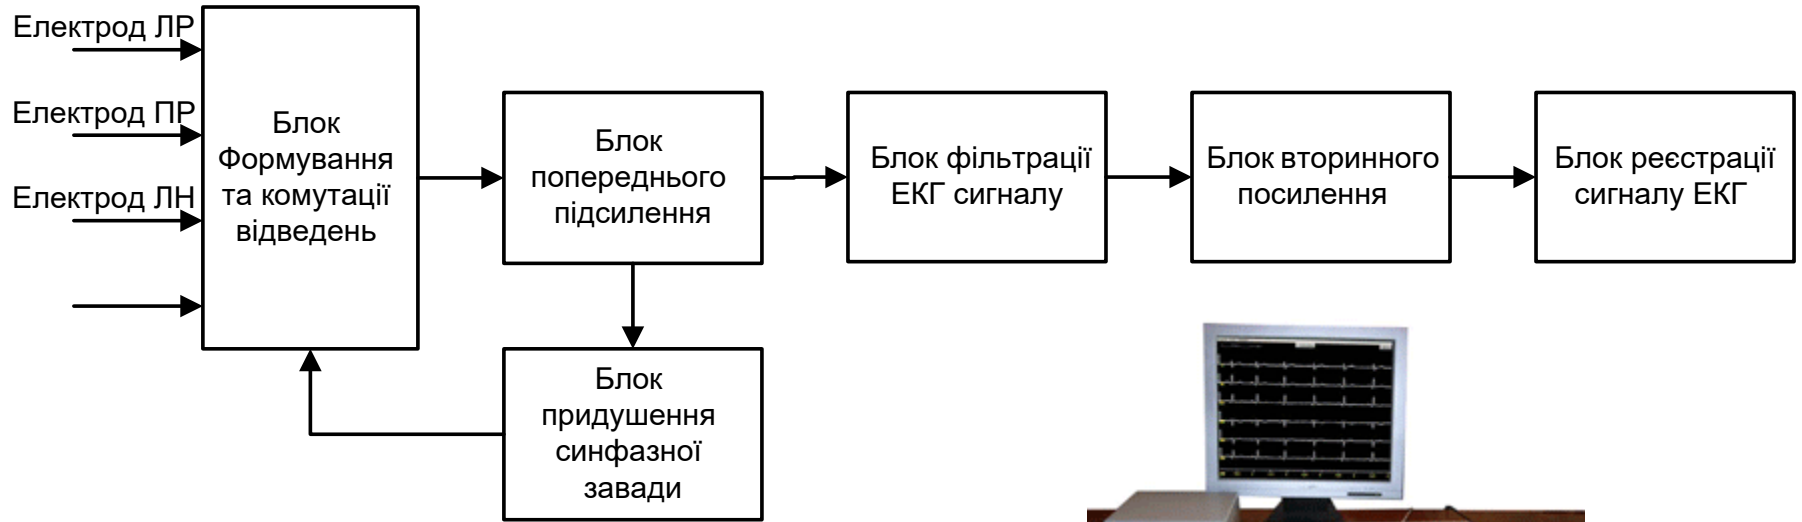 Електрод ЛР
Електрод ПР
Електрод ЛН
Блок
Формування
та комутації
відведень
Блок
попереднього
підсилення
Блок фільтрації
ЕКГ сигналу
Блок вторинного
посилення
Блок реєстрації
сигналу ЕКГ
Блок
придушення
синфазної
завади